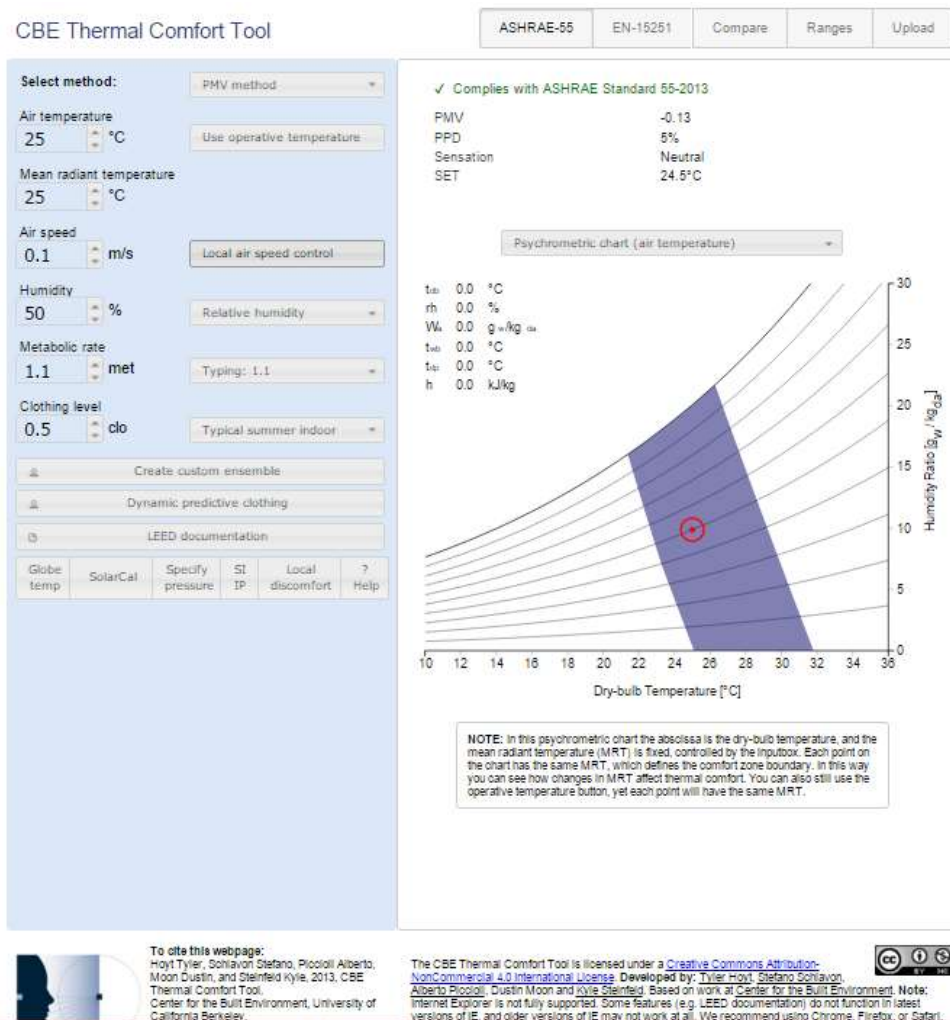 CBE Thermal Comfort Tool
ASHRAE-55 EN-15251 Compare Ranges Upload
Select method: PMV method
Air temperature
25 °C Use operative temperature
Mean radiant temperature
25 °C
Air speed
0.1 m/s Local air speed control
Humidity
50 % Relative humidity
Metabolic rate
1.1 met Typing: 1.1
Clothing level
0.5 clo Typical summer indoor
Create custom ensemble
Dynamic predictive clothing
LEED documentation
Globe temp SolarCal Specify pressure SI IP Local discomfort ? Help
✓ Complies with ASHRAE Standard 55-2013
PMV -0.13
PPD 5%
Sensation Neutral
SET 24.5°C
Psychrometric chart (air temperature)
tdb 0.0 °C
rh 0.0 %
Wa 0.0 g w/kg da
twb 0.0 °C
tdp 0.0 °C
h 0.0 kJ/kg
30
25
20
15
10
5
0
Humidity Ratio [gw / kgda]
10 12 14 16 18 20 22 24 26 28 30 32 34 36
Dry-bulb Temperature [°C]
NOTE: In this psychrometric chart the abscissa is the dry-bulb temperature, and the
mean radiant temperature (MRT) is fixed, controlled by the inputbox. Each point on
the chart has the same MRT, which defines the comfort zone boundary. In this way
you can see how changes in MRT affect thermal comfort. You can also still use the
operative temperature button, yet each point will have the same MRT.
To cite this webpage:
Hoyt Tyler, Schiavon Stefano, Piccioli Alberto,
Moon Dustin, and Steinfeld Kyle, 2013, CBE
Thermal Comfort Tool.
Center for the Built Environment, University of
California Berkeley,
The CBE Thermal Comfort Tool is licensed under a Creative Commons Attribution-
NonCommercial 4.0 International License. Developed by: Tyler Hoyt, Stefano Schiavon,
Alberto Piccioli, Dustin Moon and Kyle Steinfeld. Based on work at Center for the Built Environment. Note:
Internet Explorer is not fully supported. Some features (e.g. LEED documentation) do not function in latest
versions of IE, and older versions of IE may not work at all. We recommend using Chrome, Firefox, or Safari.
cc BY NC